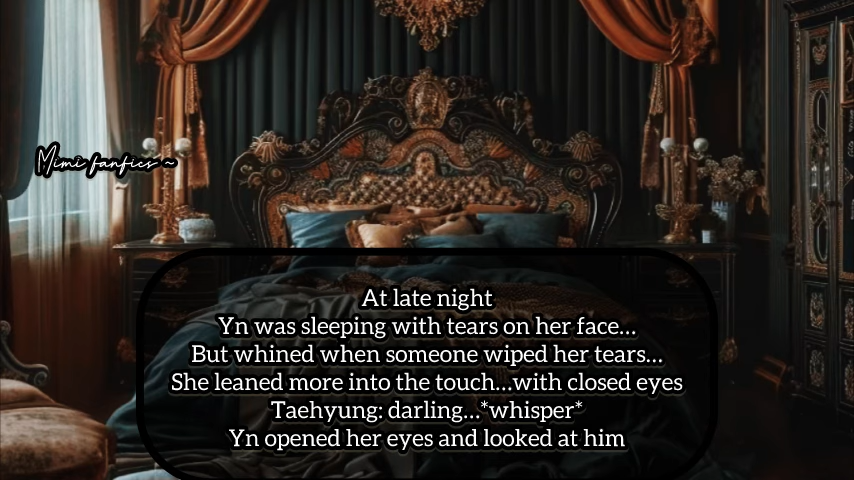 Mimi fanfics ~
At late night
Yn was sleeping with tears on her face...
But whined when someone wiped her tears...
She leaned more into the touch...with closed eyes
Taehyung: darling...*whisper*
Yn opened her eyes and looked at him